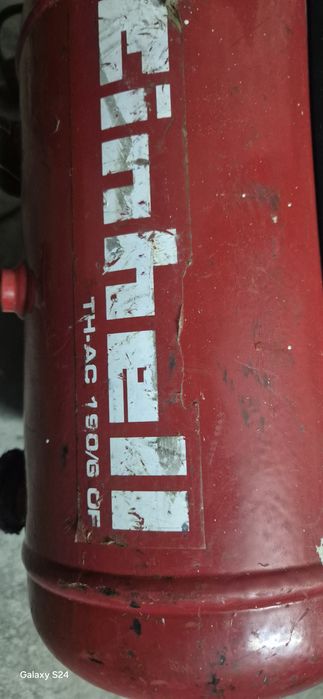 einhell
TH-AC 190/6 OF
Galaxy S24